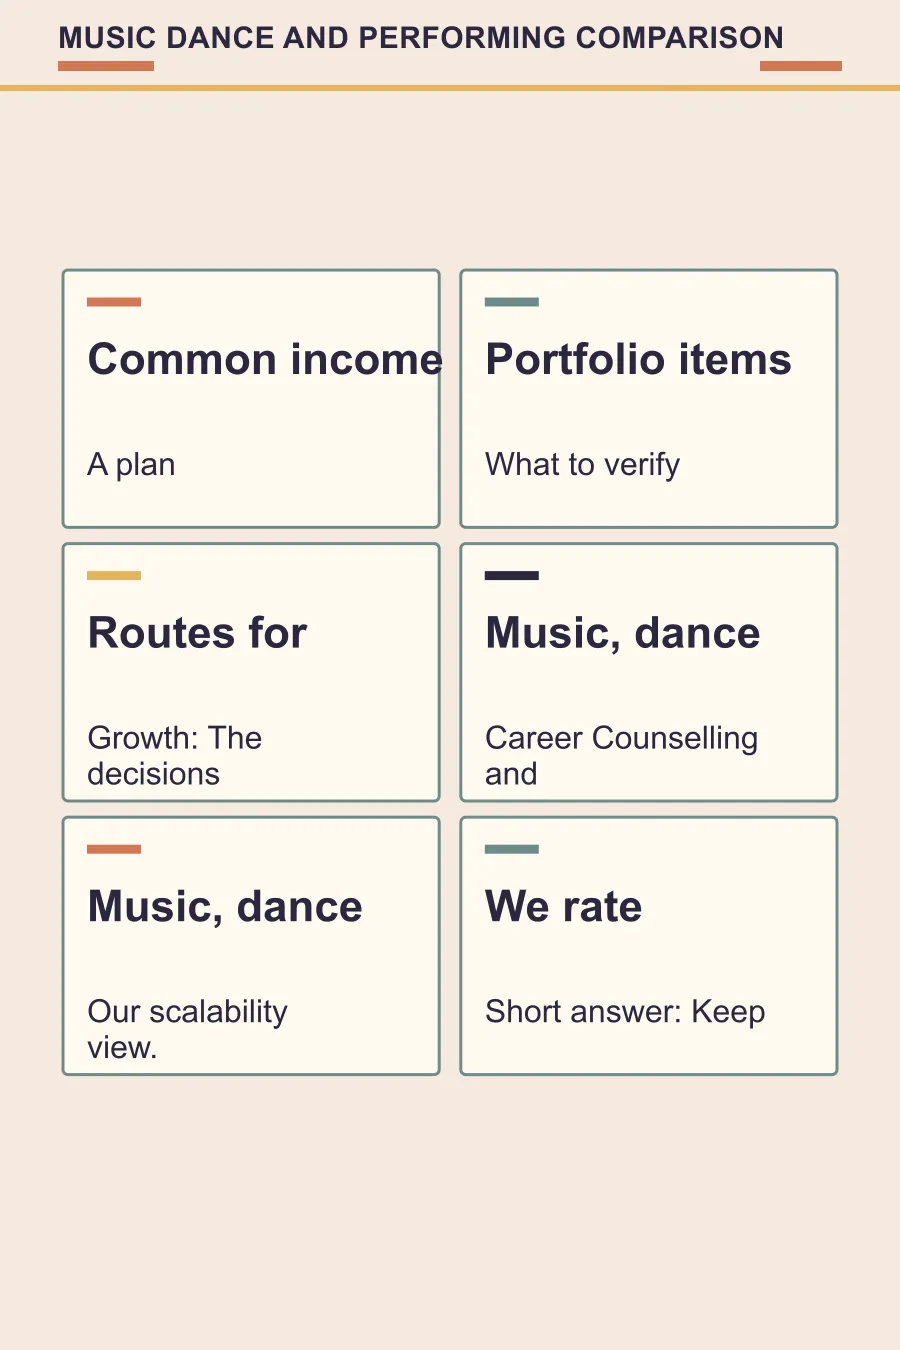 MUSIC DANCE AND PERFORMING COMPARISON
Common income
A plan
Portfolio items
What to verify
Routes for
Growth: The
decisions
Music, dance
Career Counselling
and
Music, dance
Our scalability
view.
We rate
Short answer: Keep